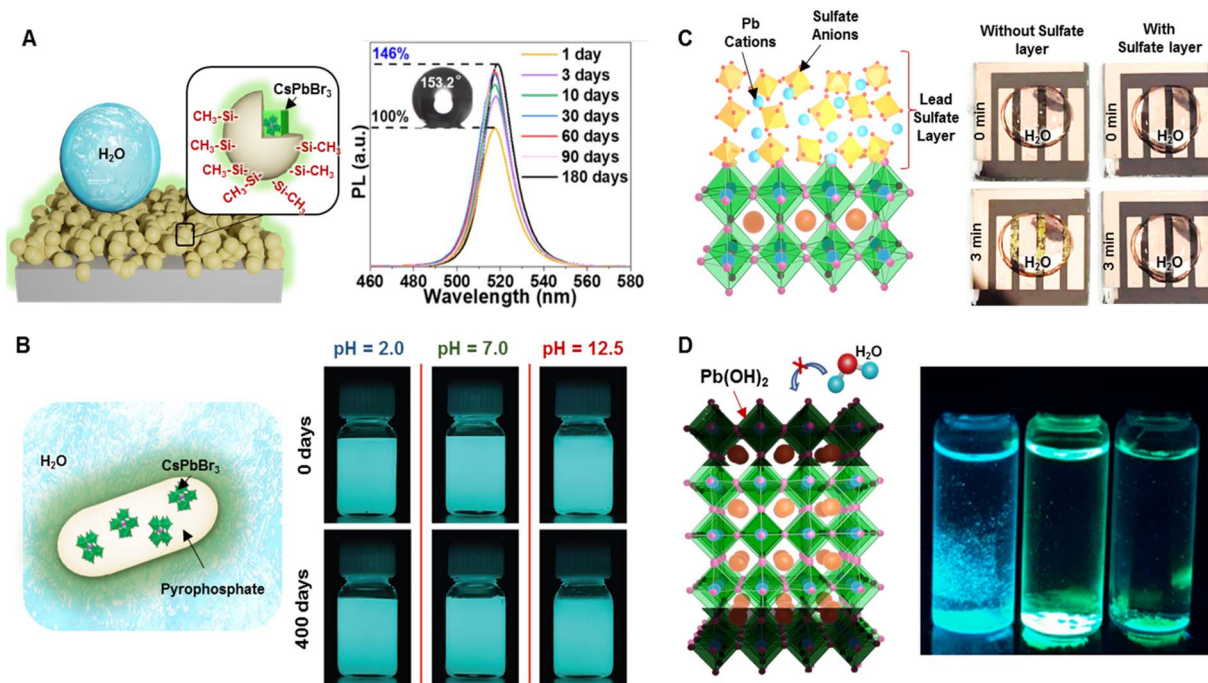 A
H₂O
CsPbBr₃
CH₃-Si-
CH₃-Si-
CH₃-Si-
CH₃-Si-
-Si-CH₃
-Si-CH₃
-Si-CH₃
PL (a.u.)
146%
100%
153.2°
1 day
3 days
10 days
30 days
60 days
90 days
180 days
460 480 500 520 540 560 580
Wavelength (nm)
B
H₂O
CsPbBr₃
Pyrophosphate
pH = 2.0 pH = 7.0 pH = 12.5
0 days
400 days
C
Pb
Cations
Sulfate
Anions
Lead
Sulfate
Layer
Without Sulfate
layer
With
Sulfate layer
0 min
H₂O
0 min
H₂O
3 min
H₂O
3 min
H₂O
D
H₂O
Pb(OH)₂